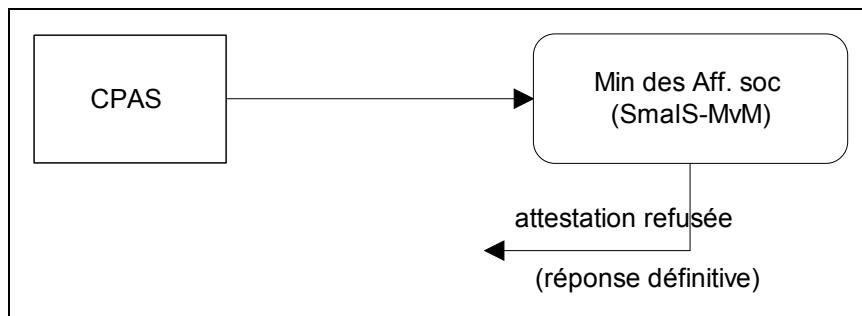 CPAS
Min des Aff. soc
(SmalS-MvM)
attestation refusée
(réponse définitive)